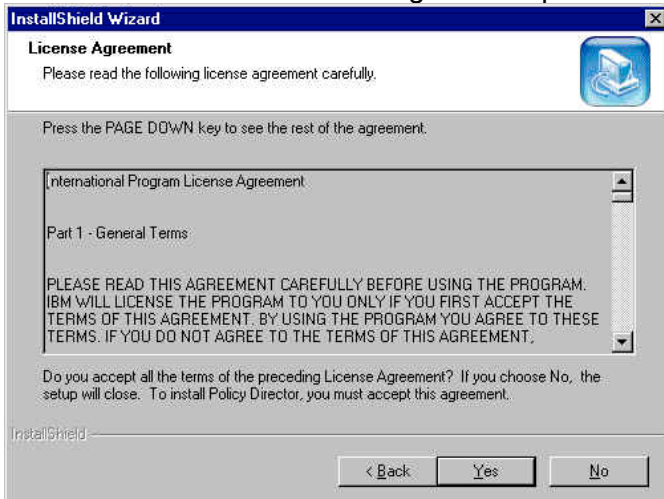 InstallShield Wizard
License Agreement
Please read the following license agreement carefully.
Press the PAGE DOWN key to see the rest of the agreement.
International Program License Agreement
Part 1 - General Terms
PLEASE READ THIS AGREEMENT CAREFULLY BEFORE USING THE PROGRAM.
IBM WILL LICENSE THE PROGRAM TO YOU ONLY IF YOU FIRST ACCEPT THE
TERMS OF THIS AGREEMENT. BY USING THE PROGRAM YOU AGREE TO THESE
TERMS. IF YOU DO NOT AGREE TO THE TERMS OF THIS AGREEMENT,
Do you accept all the terms of the preceding License Agreement? If you choose No, the
setup will close. To install Policy Director, you must accept this agreement.
InstallShield
< Back Yes No